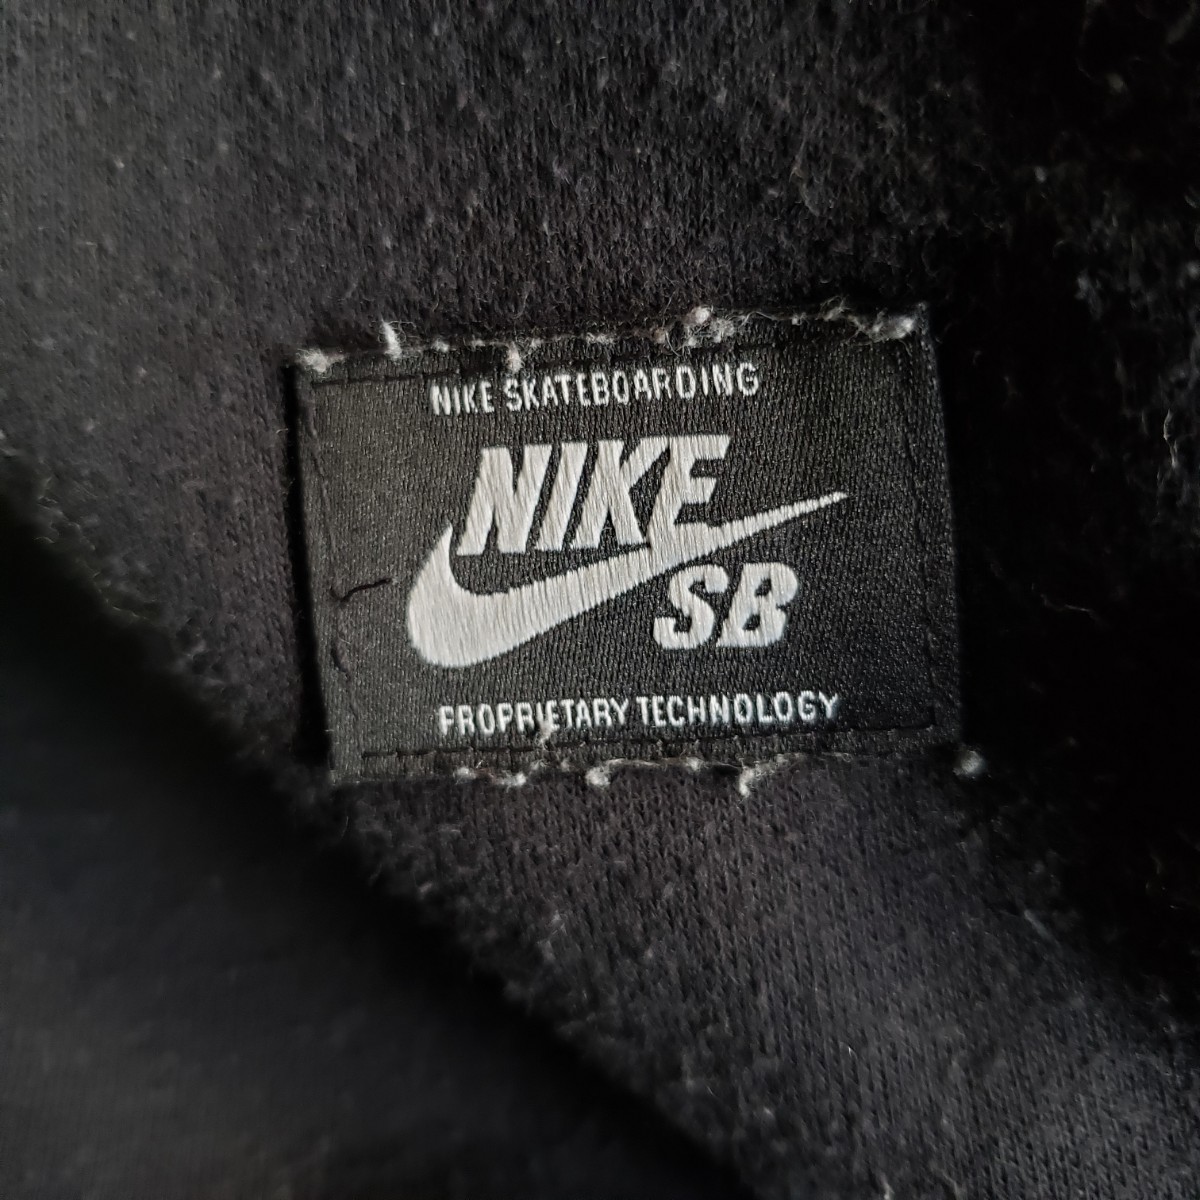 NIKE SKATEBOARDING
NIKE
SB
PROPRIETARY TECHNOLOGY